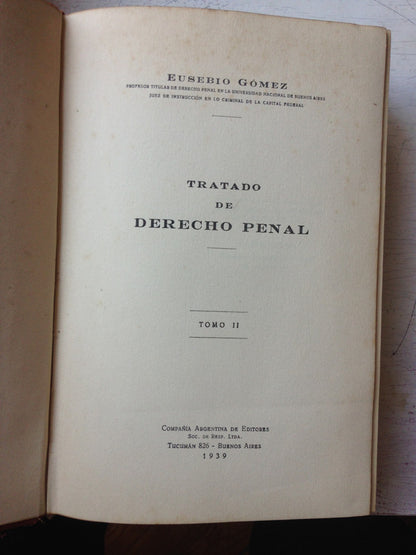 EUSEBIO GÓMEZ
PROFESOR TITULAR DE DERECHO PENAL EN LA UNIVERSIDAD NACIONAL DE BUENOS AIRES
JUEZ DE INSTRUCCIÓN EN LO CRIMINAL DE LA CAPITAL FEDERAL
TRATADO
DE
DERECHO PENAL
TOMO II
COMPAÑÍA ARGENTINA DE EDITORES
SOC. DE RESP. LTDA.
TUCUMÁN 826 - BUENOS AIRES
1939